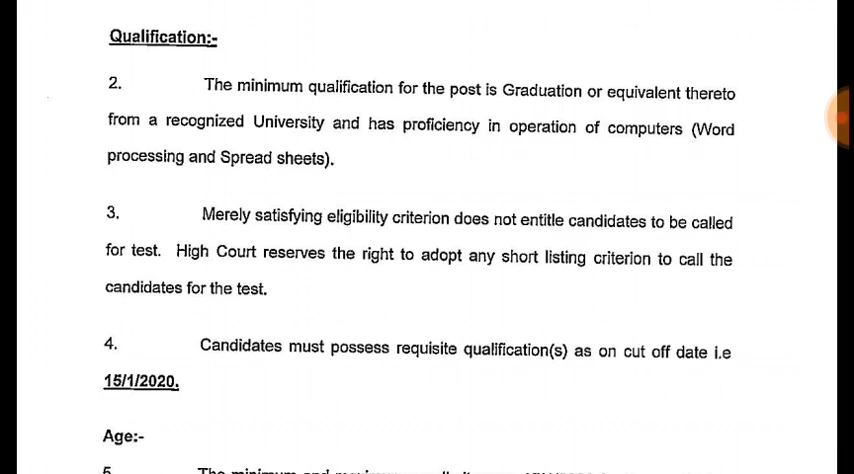 Qualification:-
2. The minimum qualification for the post is Graduation or equivalent thereto
from a recognized University and has proficiency in operation of computers (Word
processing and Spread sheets).
3. Merely satisfying eligibility criterion does not entitle candidates to be called
for test. High Court reserves the right to adopt any short listing criterion to call the
candidates for the test.
4. Candidates must possess requisite qualification(s) as on cut off date i.e
15/1/2020.
Age:-
5. The minimum and